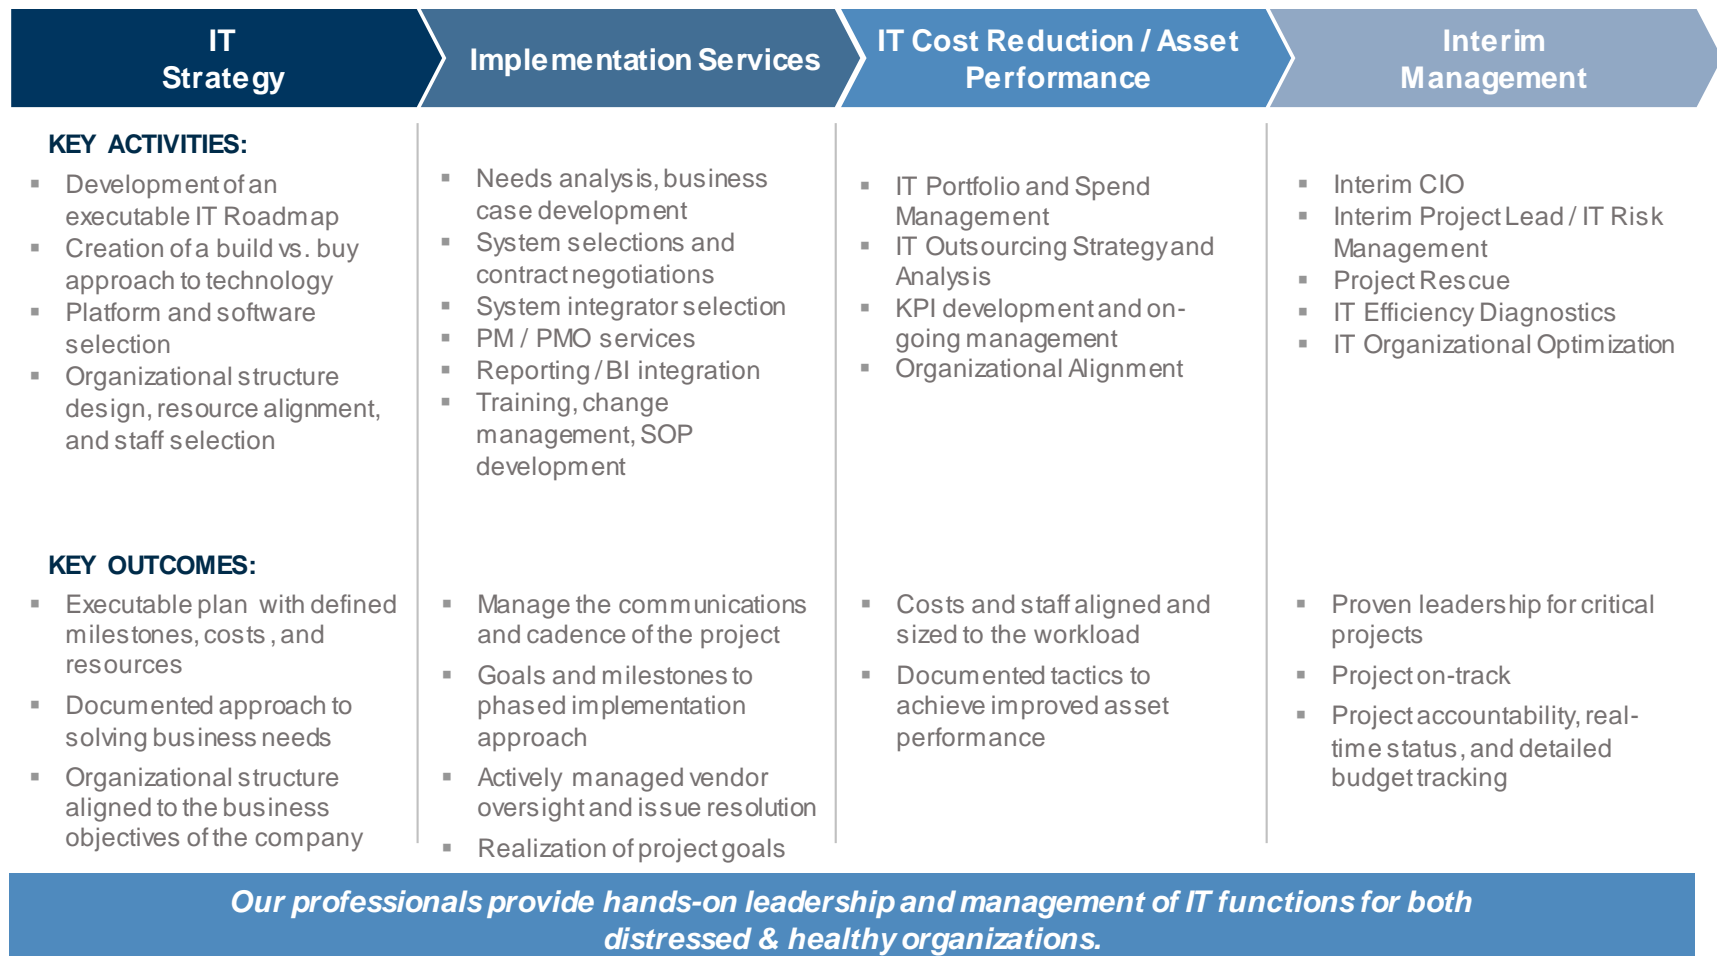 IT
Strategy
Implementation Services
IT Cost Reduction / Asset
Performance
Interim
Management
KEY ACTIVITIES:
▪ Development of an
executable IT Roadmap
▪ Creation of a build vs. buy
approach to technology
▪ Platform and software
selection
▪ Organizational structure
design, resource alignment,
and staff selection
▪ Needs analysis, business
case development
▪ System selections and
contract negotiations
▪ System integrator selection
▪ PM / PMO services
▪ Reporting / BI integration
▪ Training, change
management, SOP
development
▪ IT Portfolio and Spend
Management
▪ IT Outsourcing Strategy and
Analysis
▪ KPI development and on-
going management
▪ Organizational Alignment
▪ Interim CIO
▪ Interim Project Lead / IT Risk
Management
▪ Project Rescue
▪ IT Efficiency Diagnostics
▪ IT Organizational Optimization
KEY OUTCOMES:
▪ Executable plan with defined
milestones, costs, and
resources
▪ Documented approach to
solving business needs
▪ Organizational structure
aligned to the business
objectives of the company
▪ Manage the communications
and cadence of the project
▪ Goals and milestones to
phased implementation
approach
▪ Actively managed vendor
oversight and issue resolution
▪ Realization of project goals
▪ Costs and staff aligned and
sized to the workload
▪ Documented tactics to
achieve improved asset
performance
▪ Proven leadership for critical
projects
▪ Project on-track
▪ Project accountability, real-
time status, and detailed
budget tracking
Our professionals provide hands-on leadership and management of IT functions for both
distressed & healthy organizations.